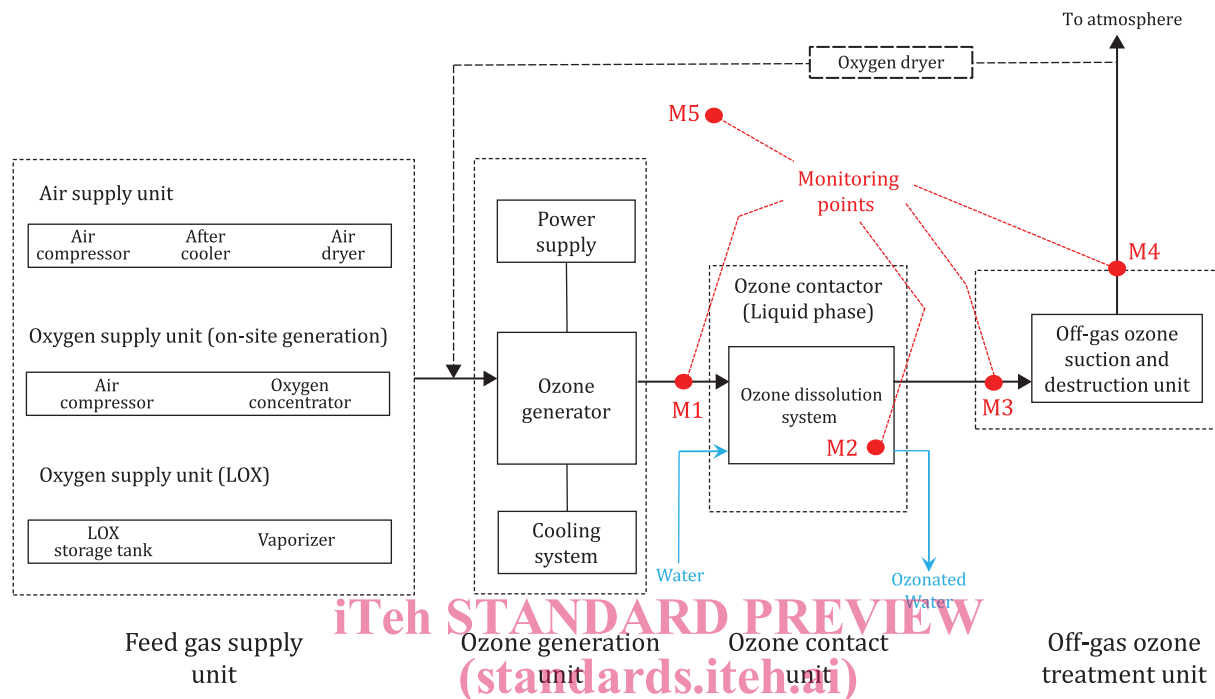 To atmosphere
Oxygen dryer
M5
Monitoring
points
Air supply unit
Air
compressor
After
cooler
Air
dryer
Oxygen supply unit (on-site generation)
Air
compressor
Oxygen
concentrator
Oxygen supply unit (LOX)
LOX
storage tank
Vaporizer
Power
supply
Ozone
generator
Cooling
system
M1
Ozone contactor
(Liquid phase)
Ozone dissolution
system
M2
Water
Ozonated
Water
M3
M4
Off-gas ozone
suction and
destruction unit
Feed gas supply
unit
Ozone generation
unit
Ozone contact
unit
Off-gas ozone
treatment unit
iTeh STANDARD PREVIEW
(standards.iteh.ai)